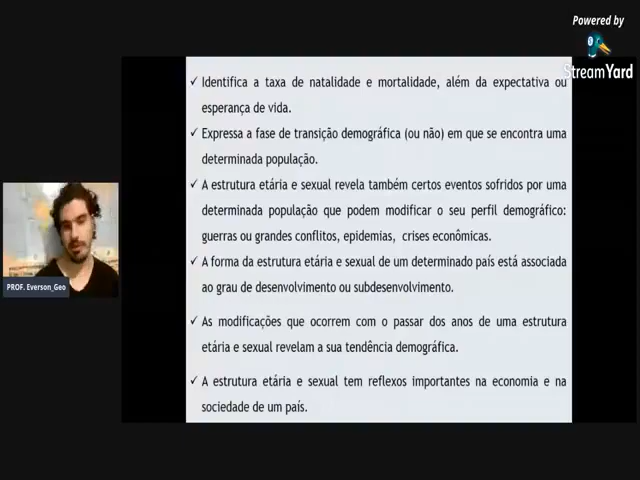 Powered by
StreamYard
✓ Identifica a taxa de natalidade e mortalidade, além da expectativa ou
esperança de vida.
✓ Expressa a fase de transição demográfica (ou não) em que se encontra uma
determinada população.
✓ A estrutura etária e sexual revela também certos eventos sofridos por uma
determinada população que podem modificar o seu perfil demográfico:
guerras ou grandes conflitos, epidemias, crises econômicas.
✓ A forma da estrutura etária e sexual de um determinado país está associada
ao grau de desenvolvimento ou subdesenvolvimento.
✓ As modificações que ocorrem com o passar dos anos de uma estrutura
etária e sexual revelam a sua tendência demográfica.
✓ A estrutura etária e sexual tem reflexos importantes na economia e na
sociedade de um país.
PROF. Everson_Geo